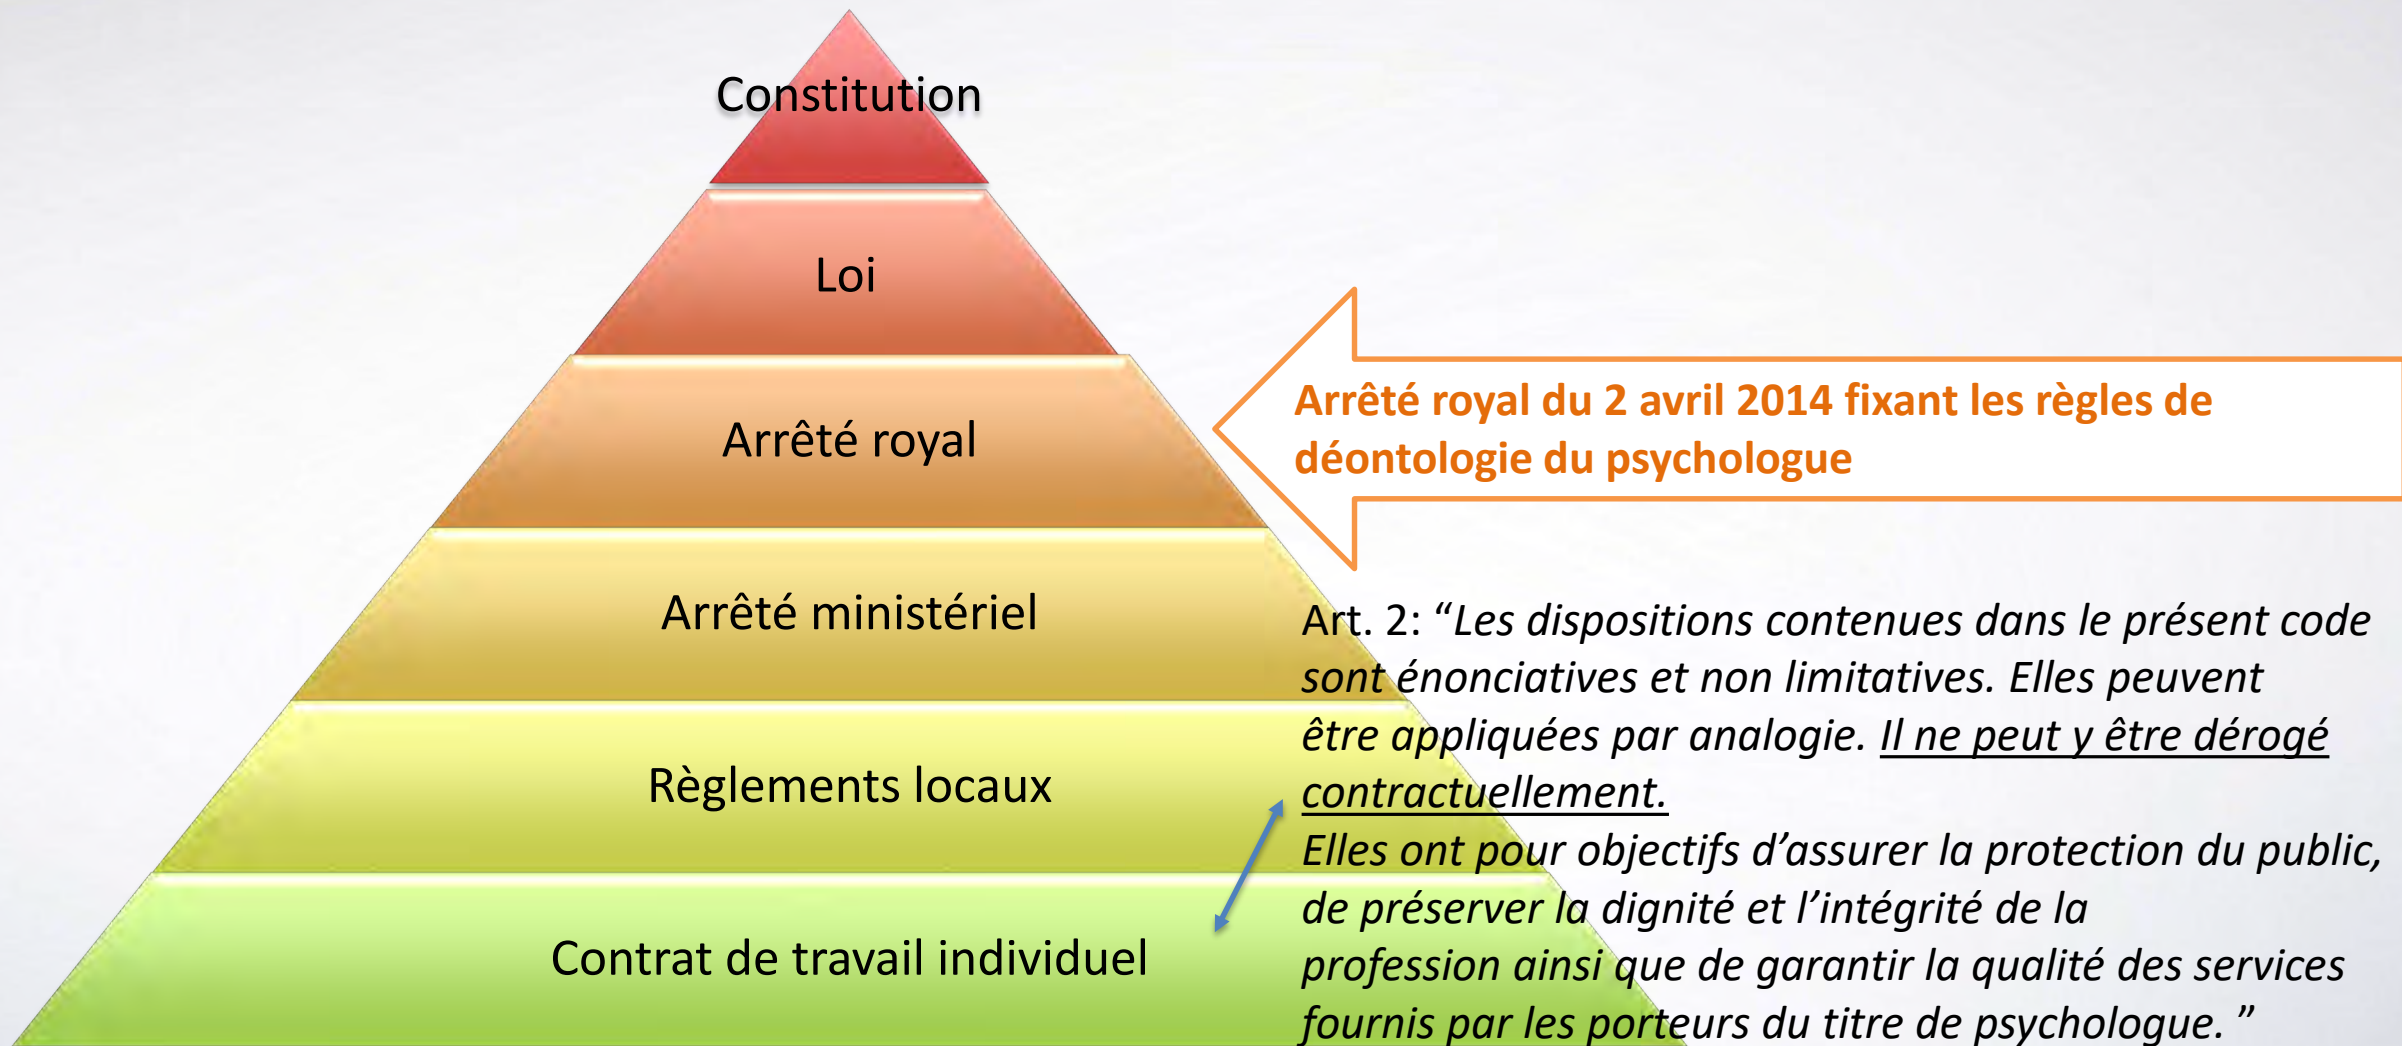 Constitution
Loi
Arrêté royal
Arrêté ministériel
Règlements locaux
Contrat de travail individuel
Arrêté royal du 2 avril 2014 fixant les règles de
déontologie du psychologue
Art. 2: “Les dispositions contenues dans le présent code
sont énonciatives et non limitatives. Elles peuvent
être appliquées par analogie. Il ne peut y être dérogé
contractuellement.
Elles ont pour objectifs d’assurer la protection du public,
de préserver la dignité et l’intégrité de la
profession ainsi que de garantir la qualité des services
fournis par les porteurs du titre de psychologue. ”